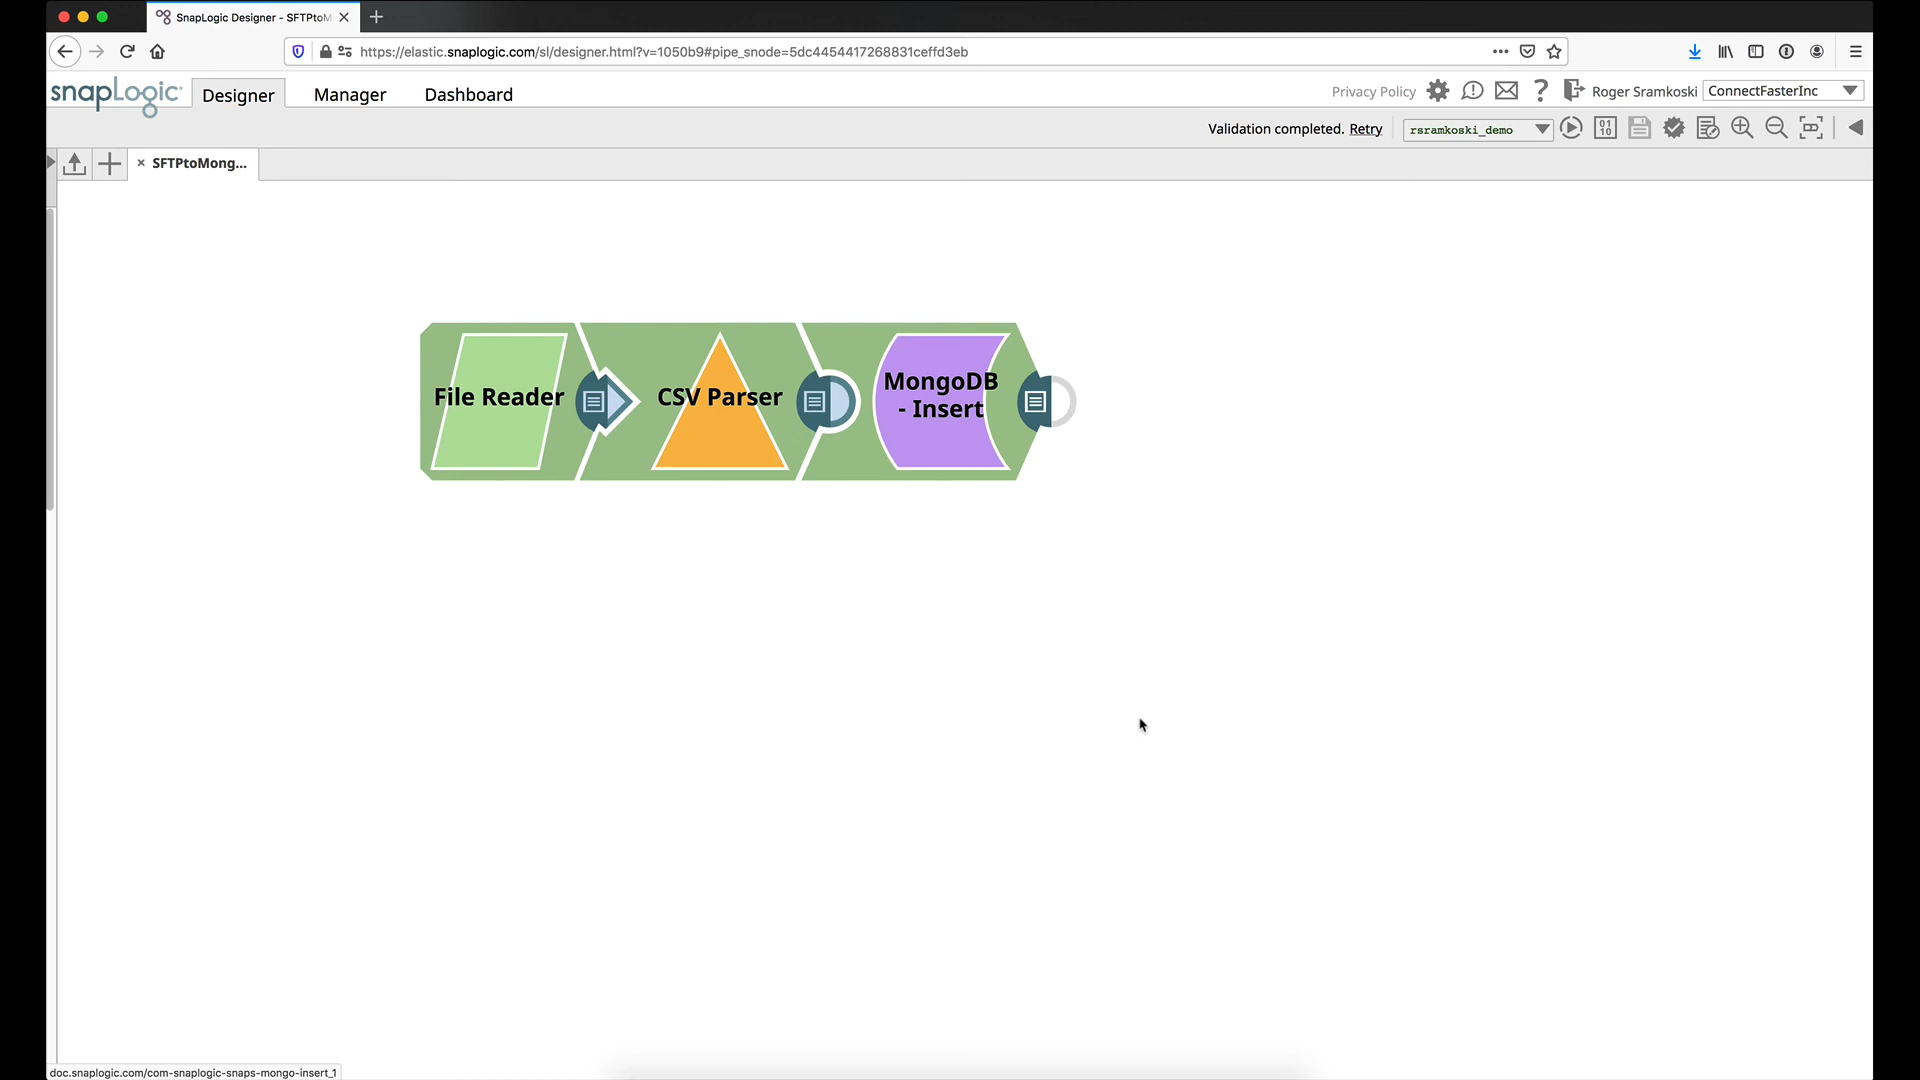 SnapLogic Designer - SFTPtoM
https://elastic.snaplogic.com/sl/designer.html?v=1050b9#pipe_snode=5dc4454417268831ceffd3eb
snapLogic
Designer
Manager
Dashboard
Privacy Policy
Roger Sramkoski
ConnectFasterInc
Validation completed. Retry
rsramkoski_demo
SFTPtoMong...
File Reader
CSV Parser
MongoDB
- Insert
doc.snaplogic.com/com-snaplogic-snaps-mongo-insert_1